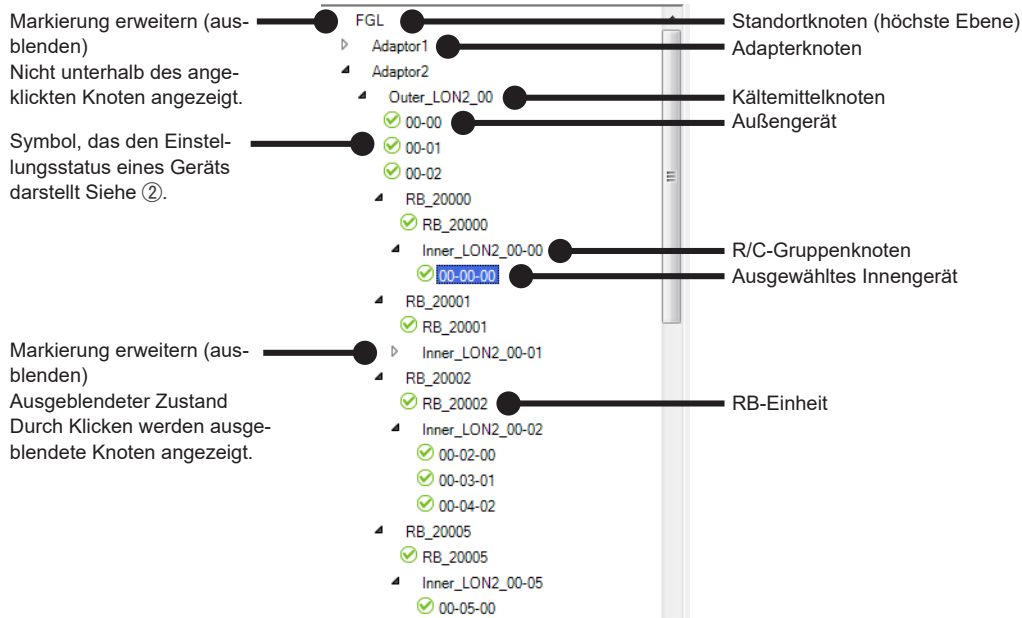 Markierung erweitern (aus-
blenden)
Nicht unterhalb des ange-
klickten Knoten angezeigt.
Symbol, das den Einstel-
lungsstatus eines Geräts
darstellt Siehe ②.
Markierung erweitern (aus-
blenden)
Ausgeblendeter Zustand
Durch Klicken werden ausge-
blendete Knoten angezeigt.
FGL
Adaptor1
Adaptor2
Outer_LON2_00
00-00
00-01
00-02
RB_20000
RB_20000
Inner_LON2_00-00
00-00-00
RB_20001
RB_20001
Inner_LON2_00-01
RB_20002
RB_20002
Inner_LON2_00-02
00-02-00
00-03-01
00-04-02
RB_20005
RB_20005
Inner_LON2_00-05
00-05-00
Standortknoten (höchste Ebene)
Adapterknoten
Kältemittelknoten
Außengerät
R/C-Gruppenknoten
Ausgewähltes Innengerät
RB-Einheit